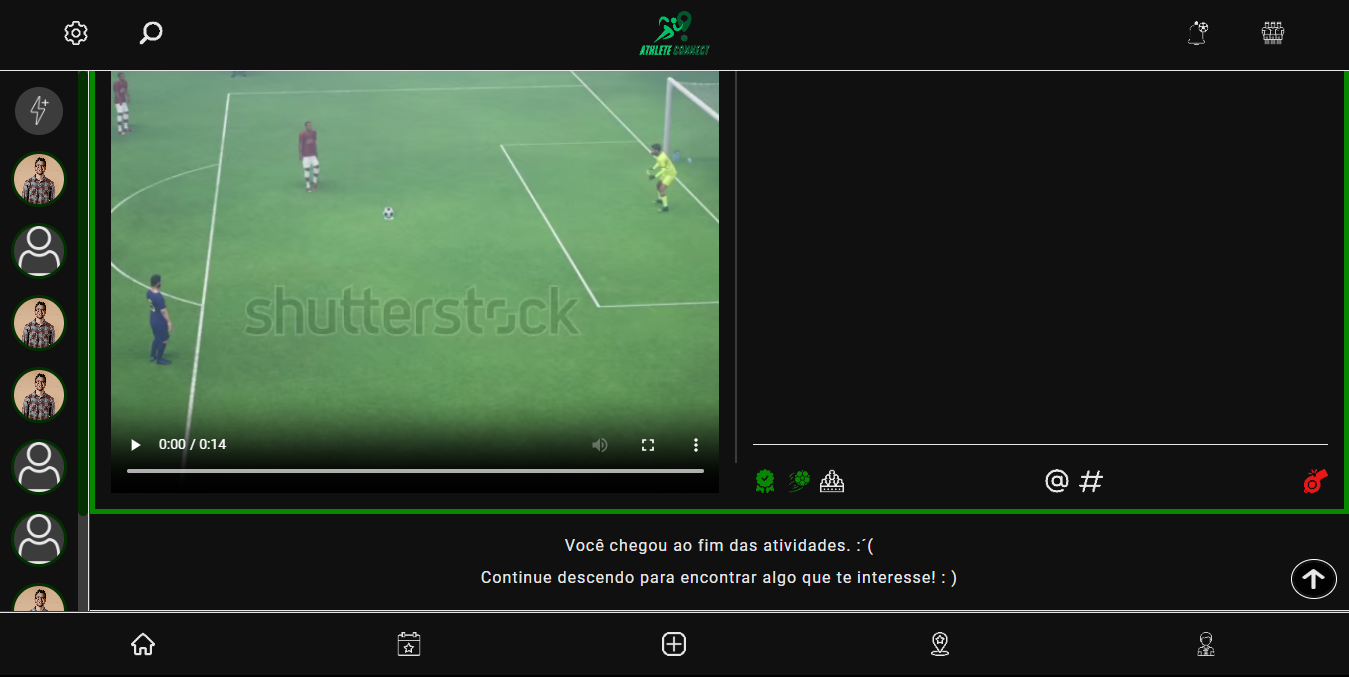 ATHLETE CONNECT
shutterstock
0:00 / 0:14
Você chegou ao fim das atividades. :´(
Continue descendo para encontrar algo que te interesse! : )